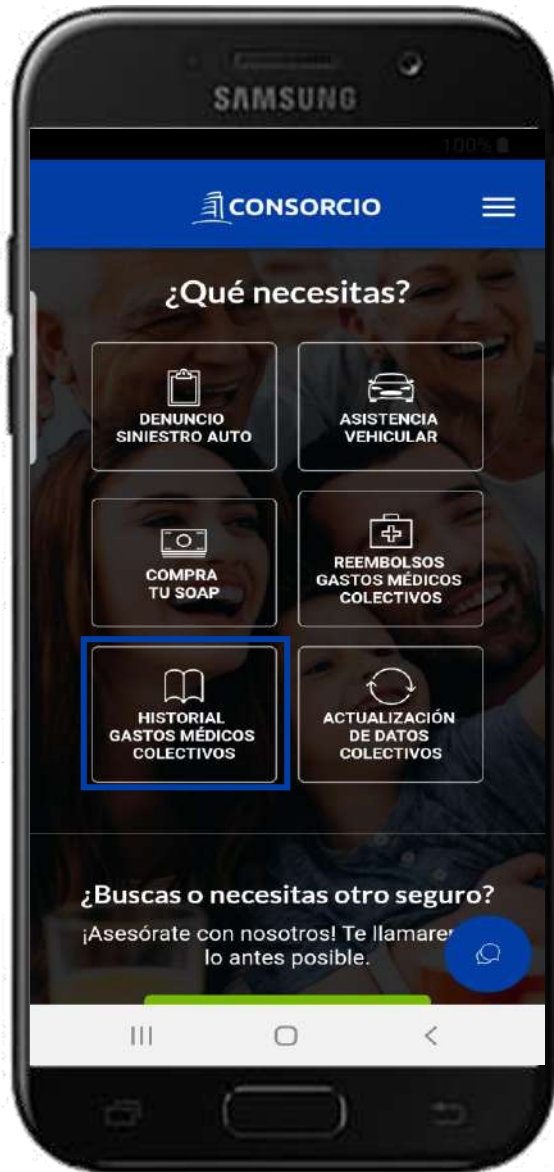 SAMSUNG
100%
CONSORCIO
¿Qué necesitas?
DENUNCIO
SINIESTRO AUTO
ASISTENCIA
VEHICULAR
COMPRA
TU SOAP
REEMBOLSOS
GASTOS MÉDICOS
COLECTIVOS
HISTORIAL
GASTOS MÉDICOS
COLECTIVOS
ACTUALIZACIÓN
DE DATOS
COLECTIVOS
¿Buscas o necesitas otro seguro?
¡Asesórate con nosotros! Te llamare
lo antes posible.